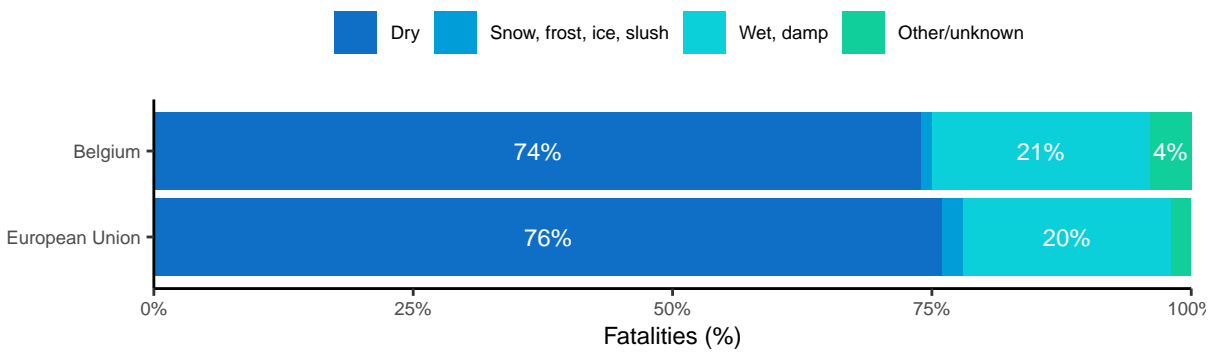 Dry Snow, frost, ice, slush Wet, damp Other/unknown
Belgium 74% 21% 4%
European Union 76% 20%
0% 25% 50% 75% 100%
Fatalities (%)